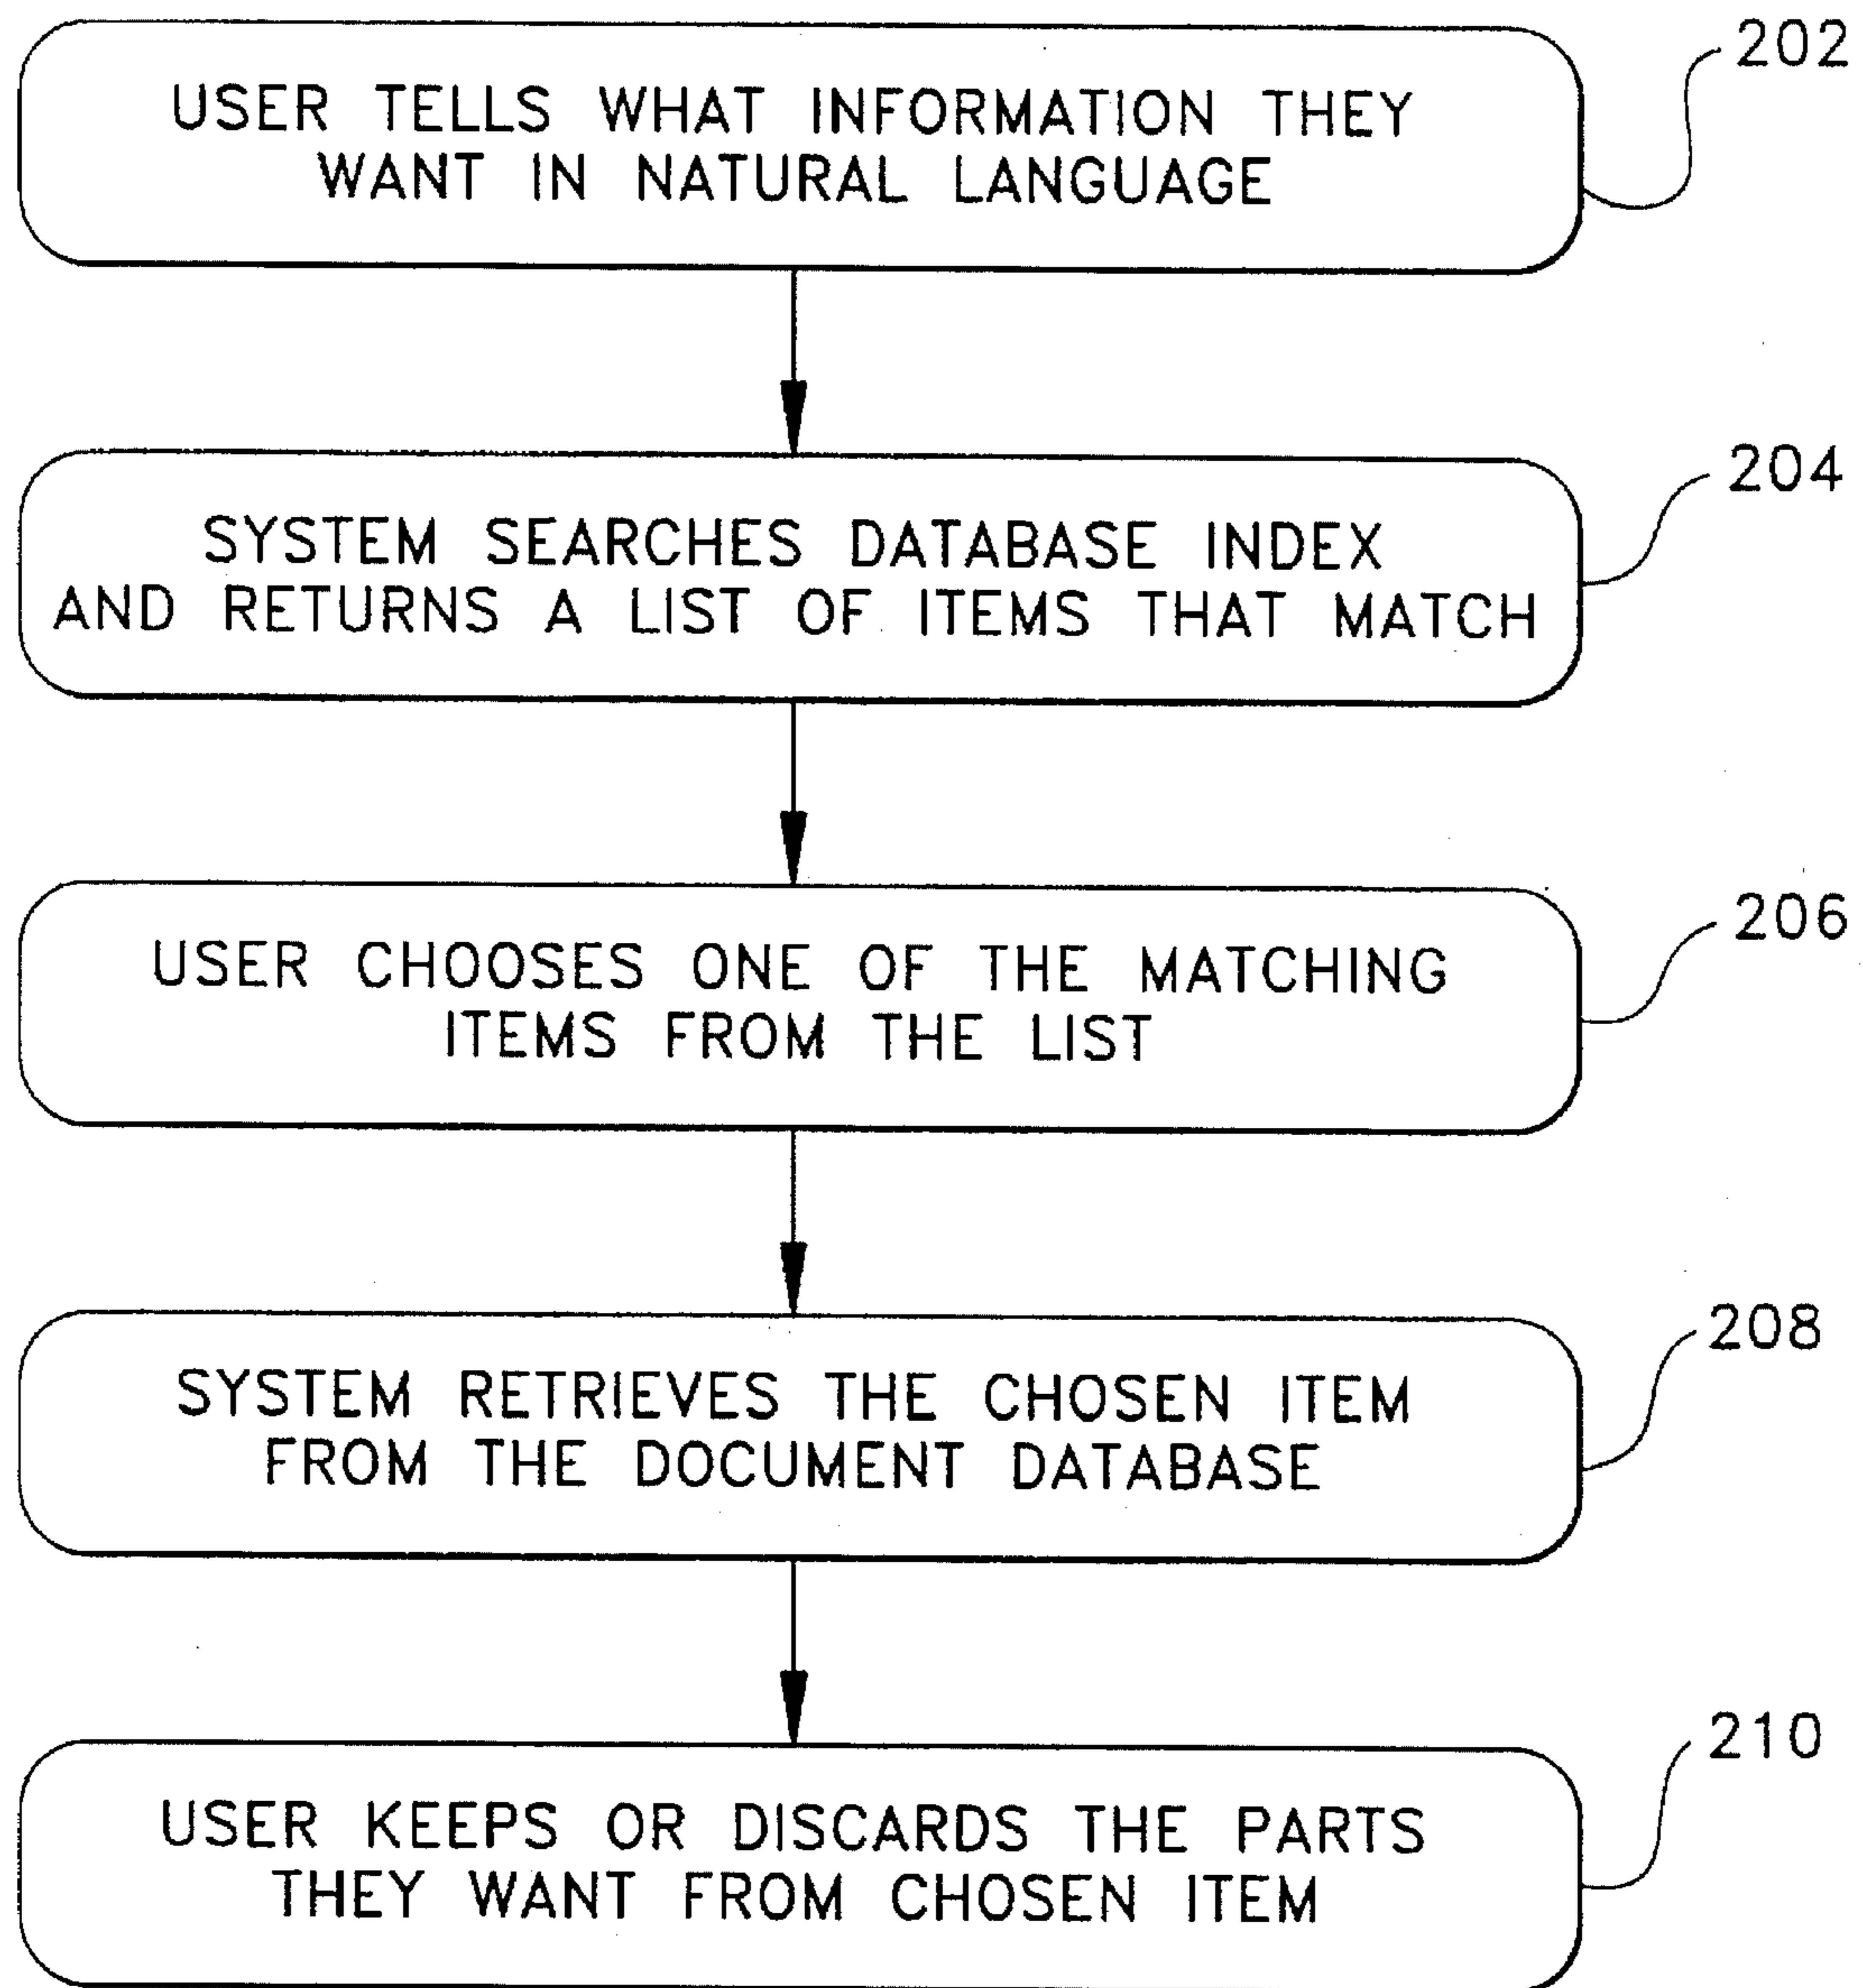 202
USER TELLS WHAT INFORMATION THEY
WANT IN NATURAL LANGUAGE
204
SYSTEM SEARCHES DATABASE INDEX
AND RETURNS A LIST OF ITEMS THAT MATCH
206
USER CHOOSES ONE OF THE MATCHING
ITEMS FROM THE LIST
208
SYSTEM RETRIEVES THE CHOSEN ITEM
FROM THE DOCUMENT DATABASE
210
USER KEEPS OR DISCARDS THE PARTS
THEY WANT FROM CHOSEN ITEM